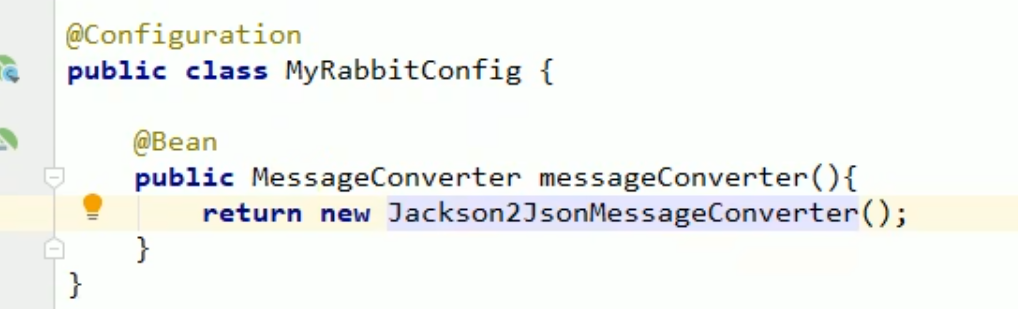 @Configuration
public class MyRabbitConfig {
@Bean
public MessageConverter messageConverter(){
return new Jackson2JsonMessageConverter();
}
}